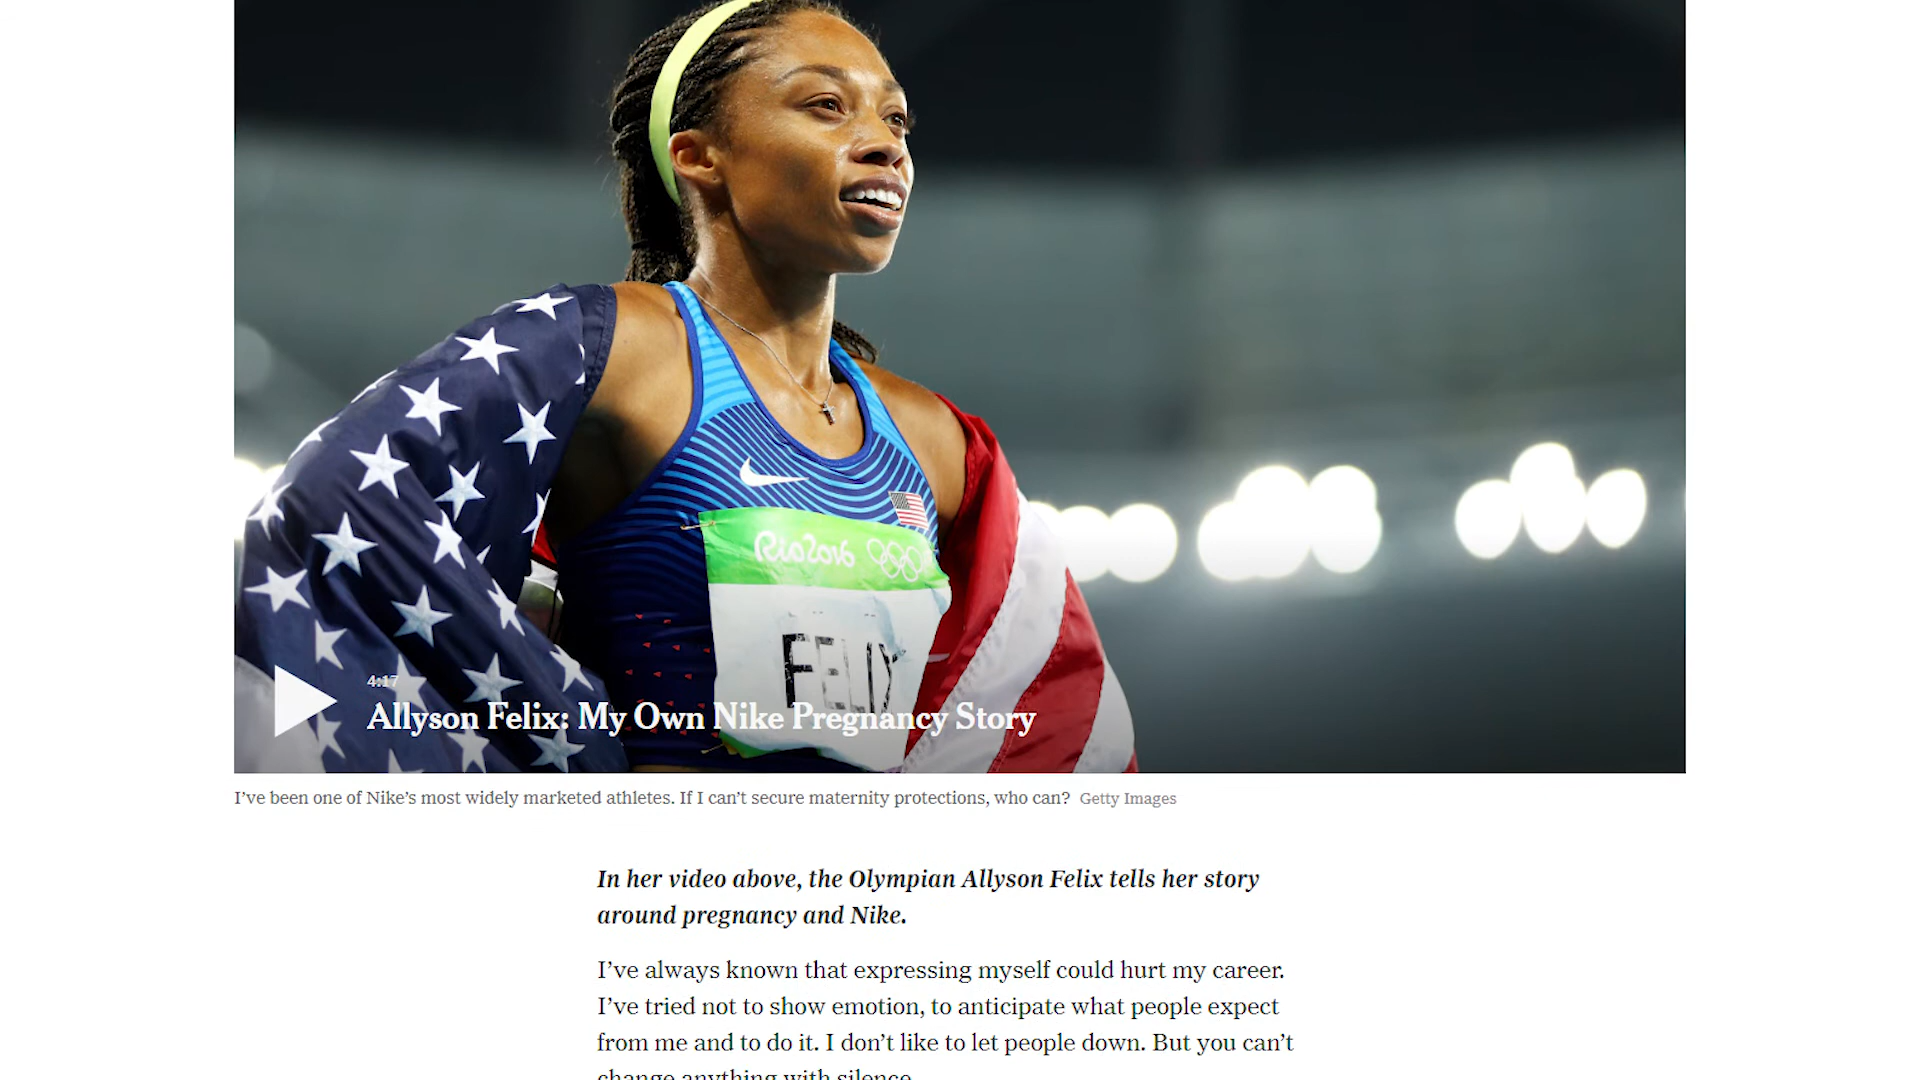 Rio2016
FELIX
4:17
Allyson Felix: My Own Nike Pregnancy Story
I’ve been one of Nike’s most widely marketed athletes. If I can’t secure maternity protections, who can? Getty Images
In her video above, the Olympian Allyson Felix tells her story
around pregnancy and Nike.
I’ve always known that expressing myself could hurt my career.
I’ve tried not to show emotion, to anticipate what people expect
from me and to do it. I don’t like to let people down. But you can’t
change anything with silence.